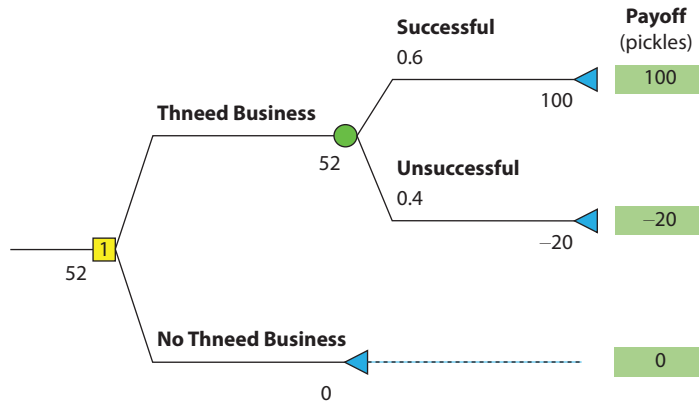 Payoff
(pickles)
Successful
0.6
100
100
Thneed Business
52
Unsuccessful
0.4
–20
–20
1
52
No Thneed Business
0
0